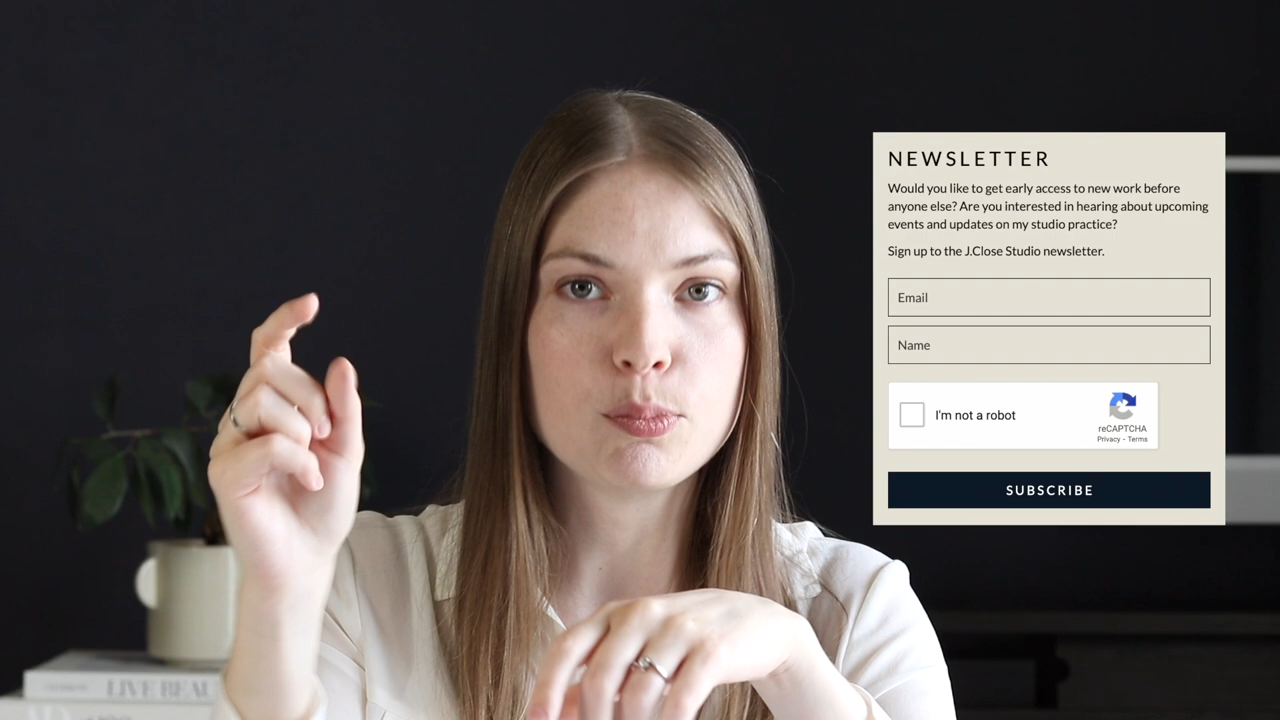 NEWSLETTER
Would you like to get early access to new work before
anyone else? Are you interested in hearing about upcoming
events and updates on my studio practice?
Sign up to the J.Close Studio newsletter.
Email
Name
I'm not a robot
reCAPTCHA
Privacy - Terms
SUBSCRIBE
LIVE